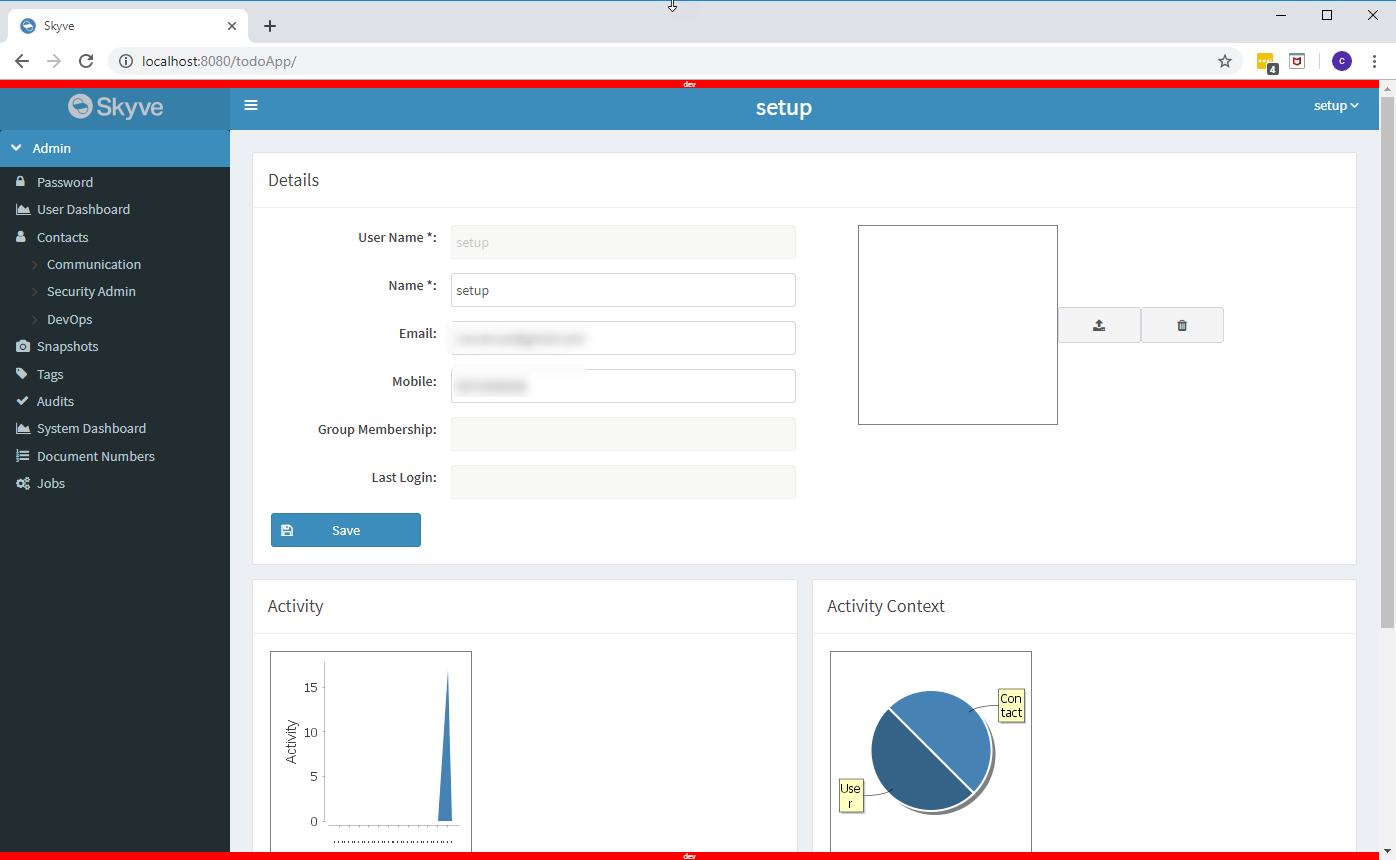 Skyve
localhost:8080/todoApp/
4
C
dev
Skyve
setup
setup
Admin
Password
User Dashboard
Contacts
Communication
Security Admin
DevOps
Snapshots
Tags
Audits
System Dashboard
Document Numbers
Jobs
Details
User Name *:
setup
Name *:
setup
Email:
Mobile:
Group Membership:
Last Login:
Save
Activity
15
10
5
0
Activity
Activity Context
Con
tact
Use
r
dev